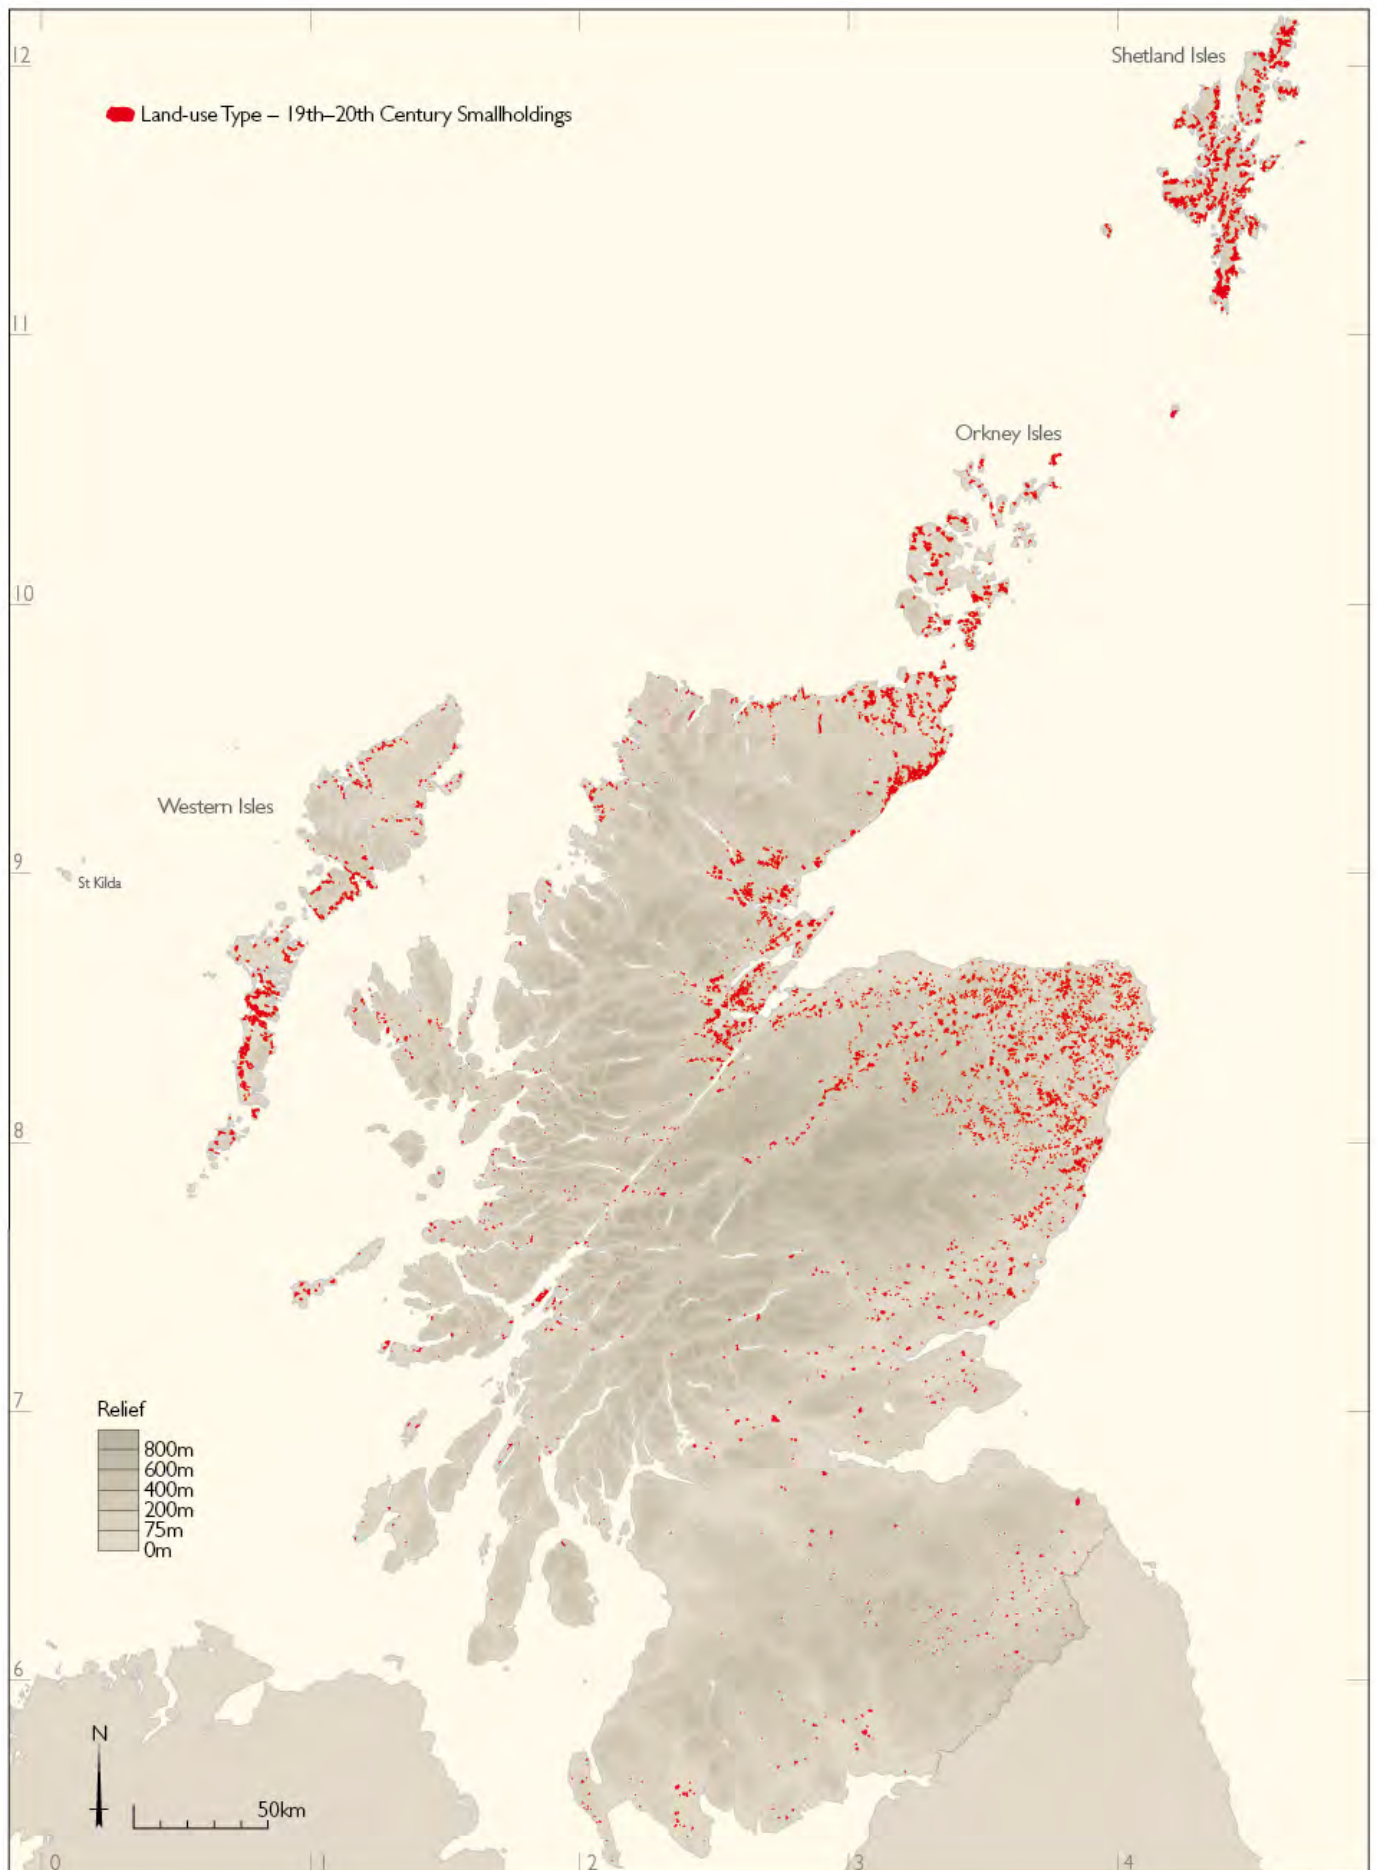 12
Shetland Isles
Land-use Type – 19th–20th Century Smallholdings
11
Orkney Isles
10
Western Isles
9
St Kilda
8
7
Relief
800m
600m
400m
200m
75m
0m
6
N
50km
0
1
2
3
4